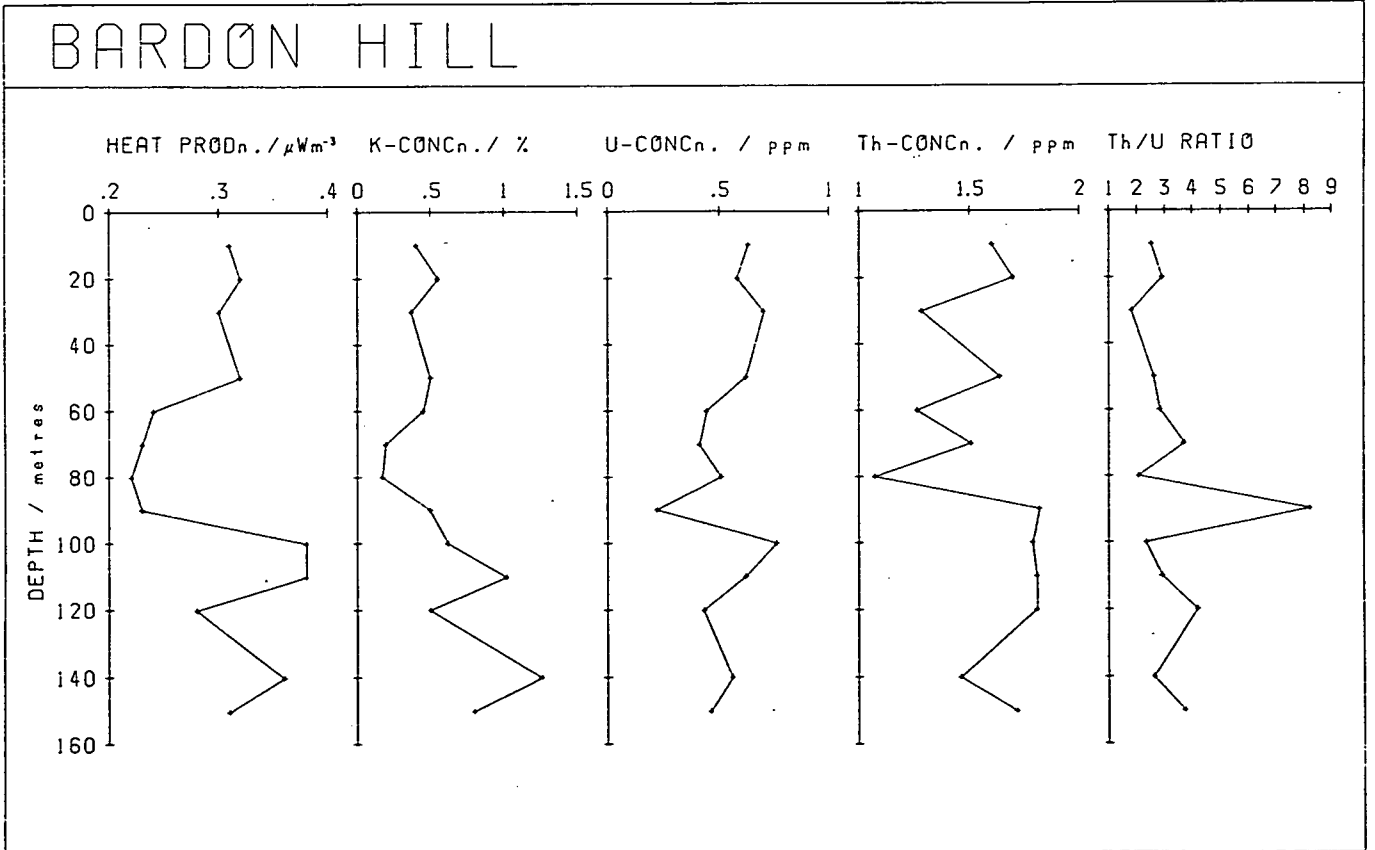 BARDØN HILL
HEAT PRØDn./μWm⁻³ K-CØNCn./ % U-CØNCn. / ppm Th-CØNCn. / ppm Th/U RATIØ
.2 .3 .4 0 .5 1 1.5 0 .5 1 1 1.5 2 1 2 3 4 5 6 7 8 9
0
20
40
60
80
100
120
140
160
DEPTH / metres